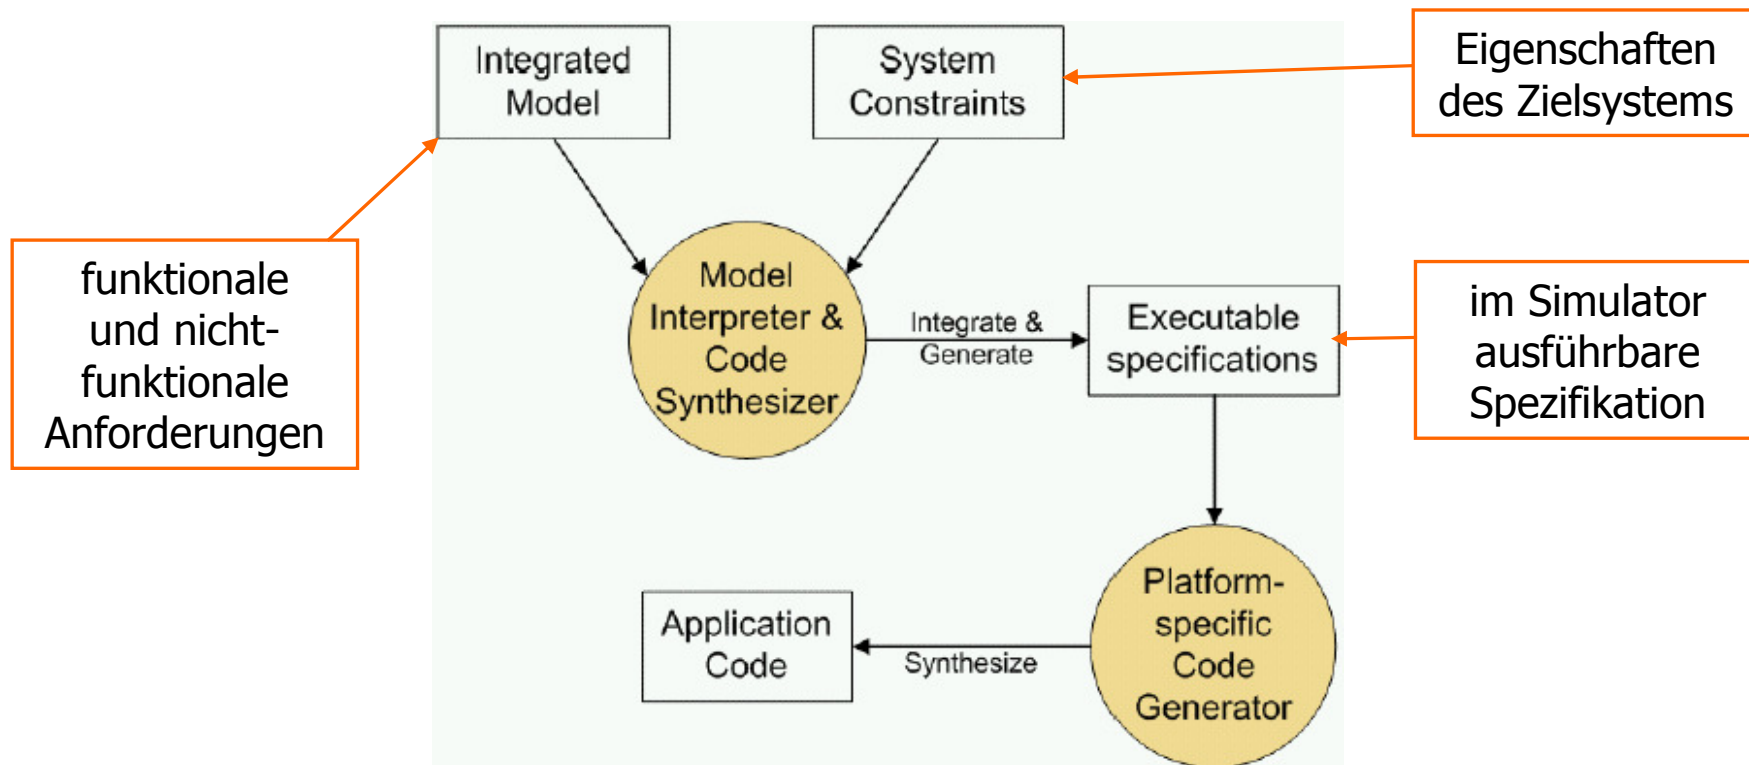 Integrated
Model
System
Constraints
Eigenschaften
des Zielsystems
funktionale
und nicht-
funktionale
Anforderungen
Model
Interpreter &
Code
Synthesizer
Integrate &
Generate
Executable
specifications
im Simulator
ausführbare
Spezifikation
Application
Code
Synthesize
Platform-
specific
Code
Generator